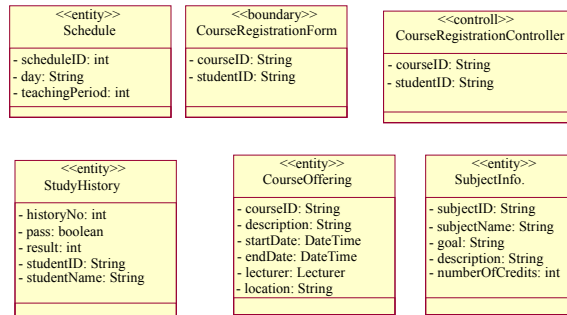 <<entity>>
Schedule
- scheduleID: int
- day: String
- teachingPeriod: int
<<boundary>>
CourseRegistrationForm
- courseID: String
- studentID: String
<<controll>>
CourseRegistrationController
- courseID: String
- studentID: String
<<entity>>
StudyHistory
- historyNo: int
- pass: boolean
- result: int
- studentID: String
- studentName: String
<<entity>>
CourseOffering
- courseID: String
- description: String
- startDate: DateTime
- endDate: DateTime
- lecturer: Lecturer
- location: String
<<entity>>
SubjectInfo.
- subjectID: String
- subjectName: String
- goal: String
- description: String
- numberOfCredits: int